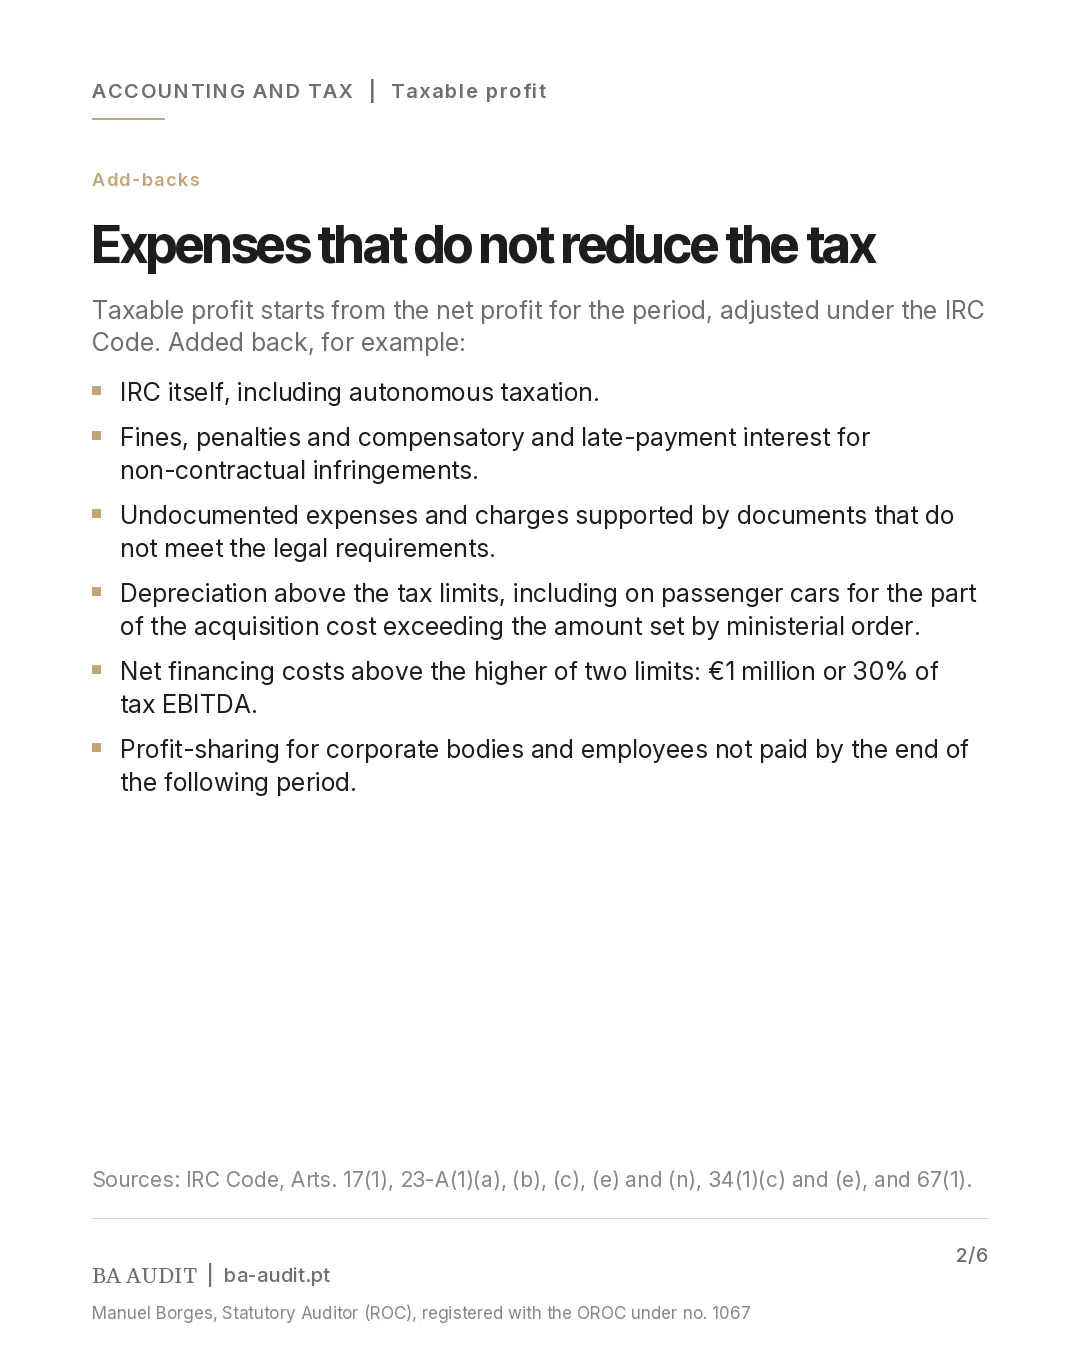 ACCOUNTING AND TAX | Taxable profit
Add-backs
Expenses that do not reduce the tax
Taxable profit starts from the net profit for the period, adjusted under the IRC
Code. Added back, for example:
IRC itself, including autonomous taxation.
Fines, penalties and compensatory and late-payment interest for
non-contractual infringements.
Undocumented expenses and charges supported by documents that do
not meet the legal requirements.
Depreciation above the tax limits, including on passenger cars for the part
of the acquisition cost exceeding the amount set by ministerial order.
Net financing costs above the higher of two limits: €1 million or 30% of
tax EBITDA.
Profit-sharing for corporate bodies and employees not paid by the end of
the following period.
Sources: IRC Code, Arts. 17(1), 23-A(1)(a), (b), (c), (e) and (n), 34(1)(c) and (e), and 67(1).
2/6
BA AUDIT | ba-audit.pt
Manuel Borges, Statutory Auditor (ROC), registered with the OROC under no. 1067